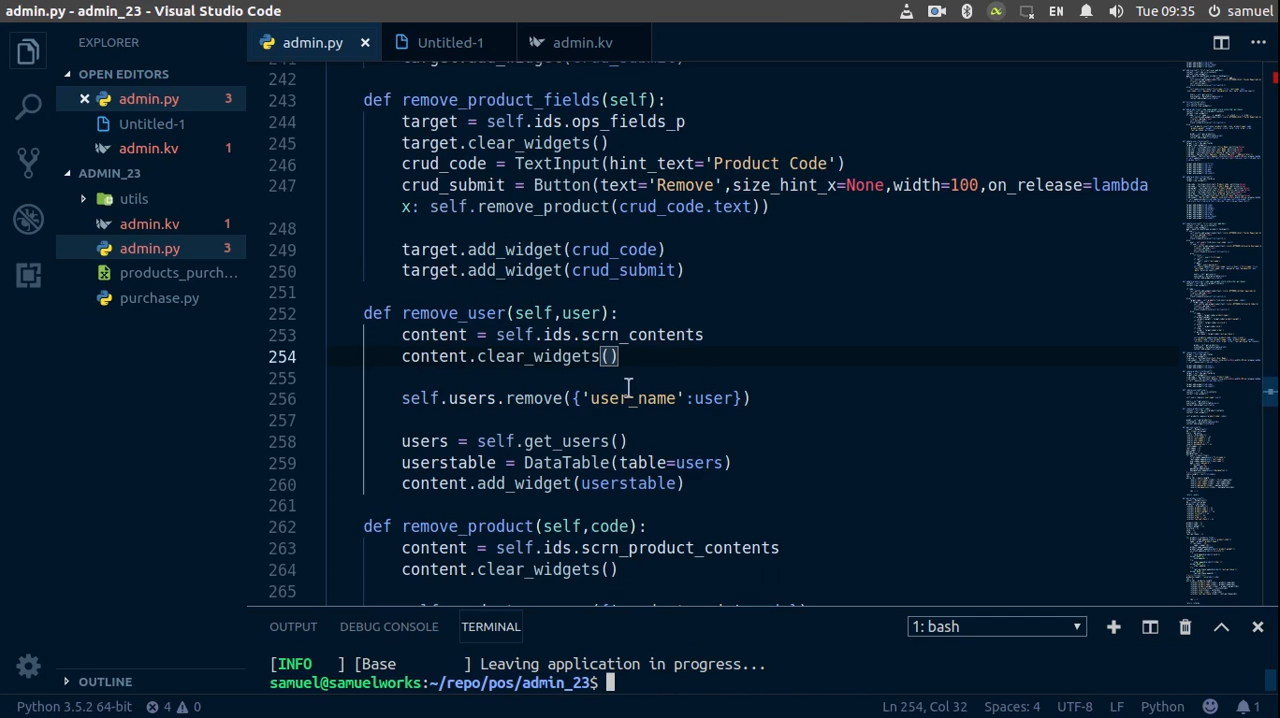 admin.py - admin_23 - Visual Studio Code
EN
Tue 09:35
samuel
EXPLORER
OPEN EDITORS
admin.py 3
Untitled-1
admin.kv 1
ADMIN_23
utils
admin.kv 1
admin.py 3
products_purch...
purchase.py
OUTLINE
admin.py
Untitled-1
admin.kv
242
243 def remove_product_fields(self):
244 target = self.ids.ops_fields_p
245 target.clear_widgets()
246 crud_code = TextInput(hint_text='Product Code')
247 crud_submit = Button(text='Remove',size_hint_x=None,width=100,on_release=lambda
x: self.remove_product(crud_code.text))
248
249 target.add_widget(crud_code)
250 target.add_widget(crud_submit)
251
252 def remove_user(self,user):
253 content = self.ids.scrn_contents
254 content.clear_widgets()
255
256 self.users.remove({'user_name':user})
257
258 users = self.get_users()
259 userstable = DataTable(table=users)
260 content.add_widget(userstable)
261
262 def remove_product(self,code):
263 content = self.ids.scrn_product_contents
264 content.clear_widgets()
265
OUTPUT DEBUG CONSOLE TERMINAL
1: bash
[INFO ] [Base ] Leaving application in progress...
samuel@samuelworks:~/repo/pos/admin_23$
Python 3.5.2 64-bit 4 0
Ln 254, Col 32 Spaces: 4 UTF-8 LF Python 1